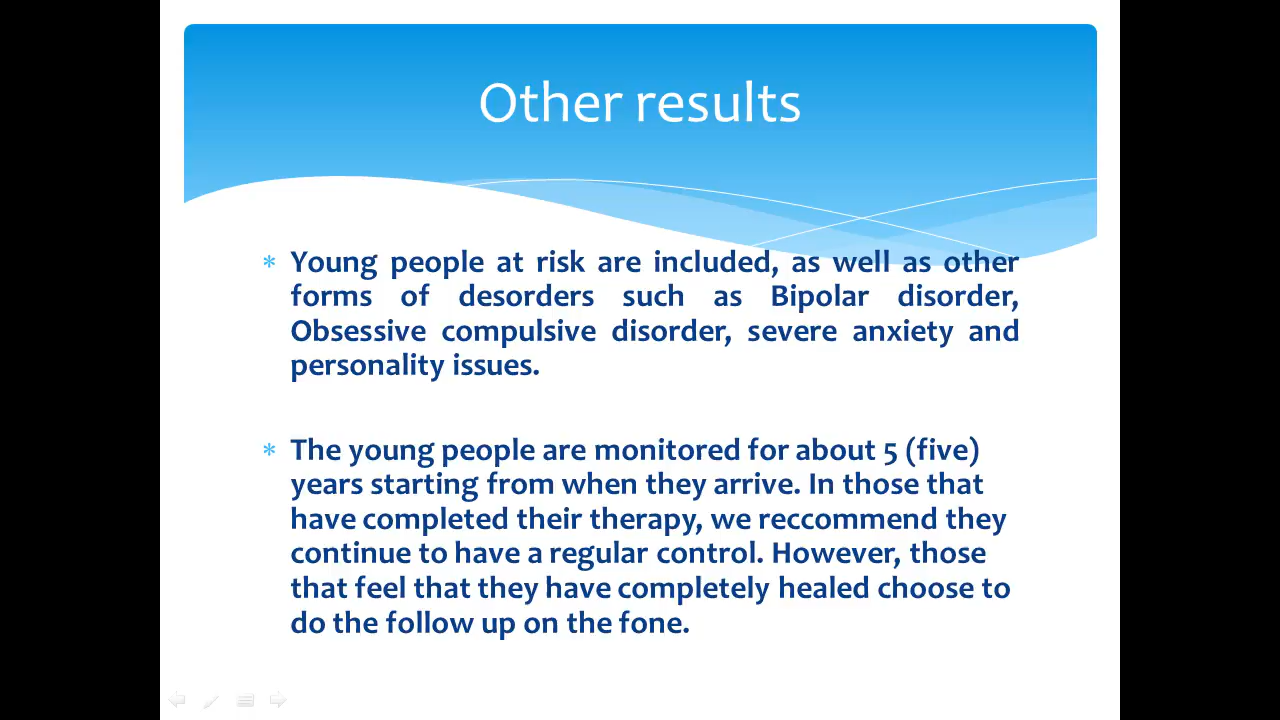 Other results
* Young people at risk are included, as well as other
forms of desorders such as Bipolar disorder,
Obsessive compulsive disorder, severe anxiety and
personality issues.
* The young people are monitored for about 5 (five)
years starting from when they arrive. In those that
have completed their therapy, we reccommend they
continue to have a regular control. However, those
that feel that they have completely healed choose to
do the follow up on the fone.